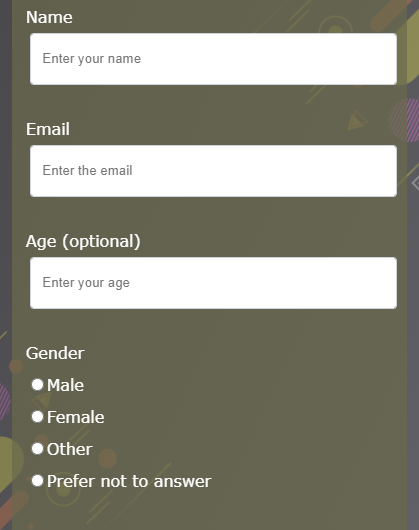 Name
Enter your name
Email
Enter the email
Age (optional)
Enter your age
Gender
Male
Female
Other
Prefer not to answer